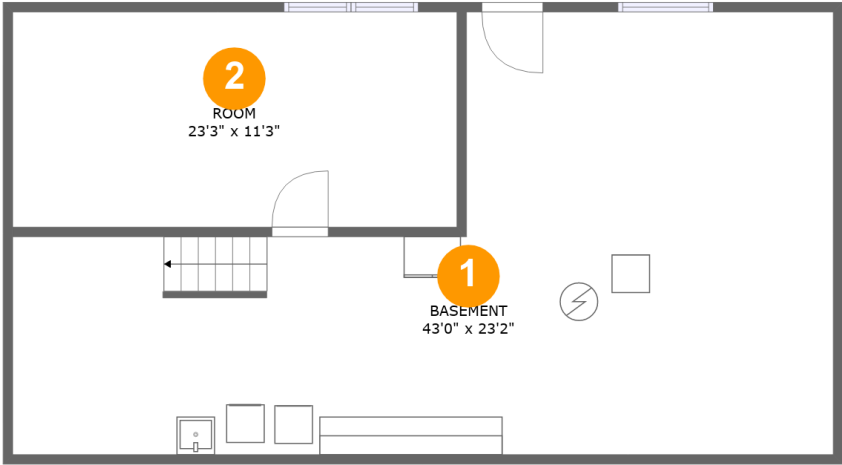 2
ROOM
23'3" x 11'3"
1
BASEMENT
43'0" x 23'2"